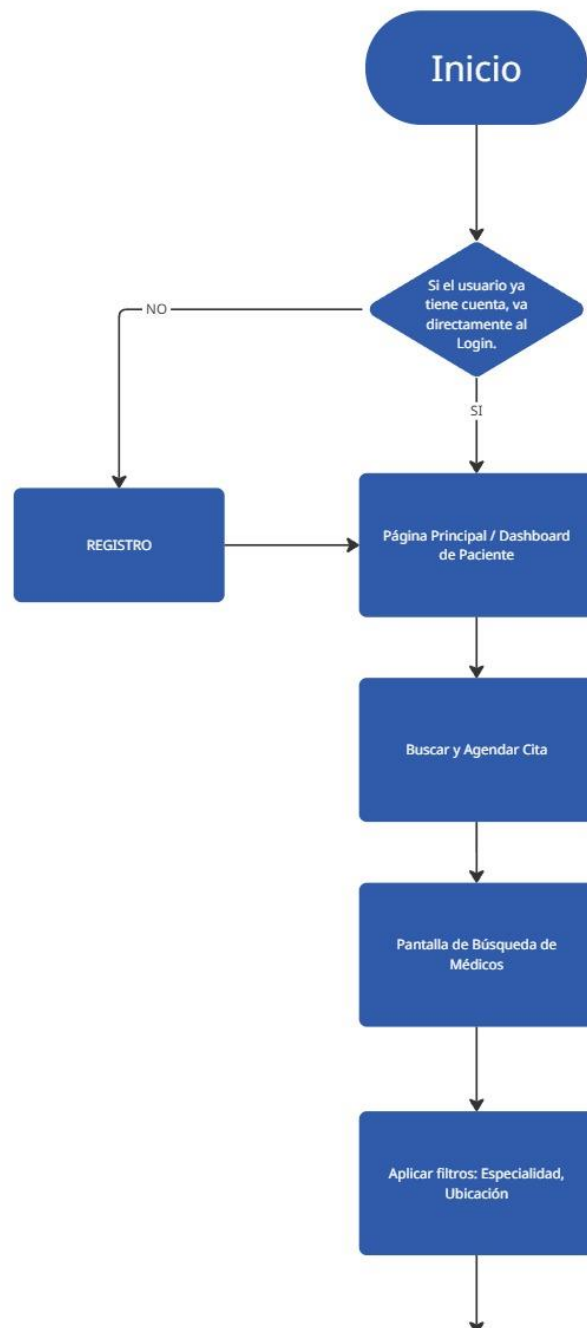 Inicio
Si el usuario ya
tiene cuenta, va
directamente al
Login.
NO
SI
REGISTRO
Página Principal / Dashboard
de Paciente
Buscar y Agendar Cita
Pantalla de Búsqueda de
Médicos
Aplicar filtros: Especialidad,
Ubicación